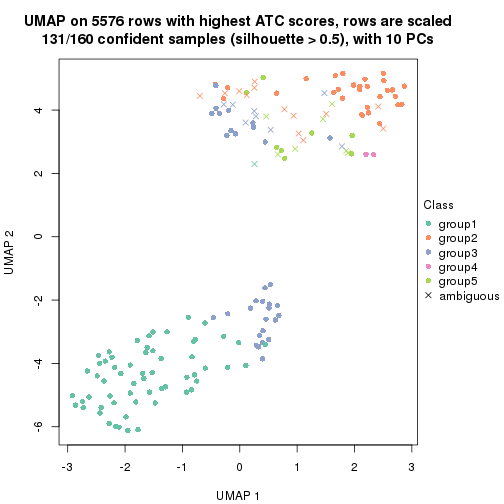 UMAP on 5576 rows with highest ATC scores, rows are scaled
131/160 confident samples (silhouette > 0.5), with 10 PCs
UMAP 2
4
2
0
-2
-4
-6
-3
-2
-1
0
1
2
3
UMAP 1
Class
group1
group2
group3
group4
group5
ambiguous